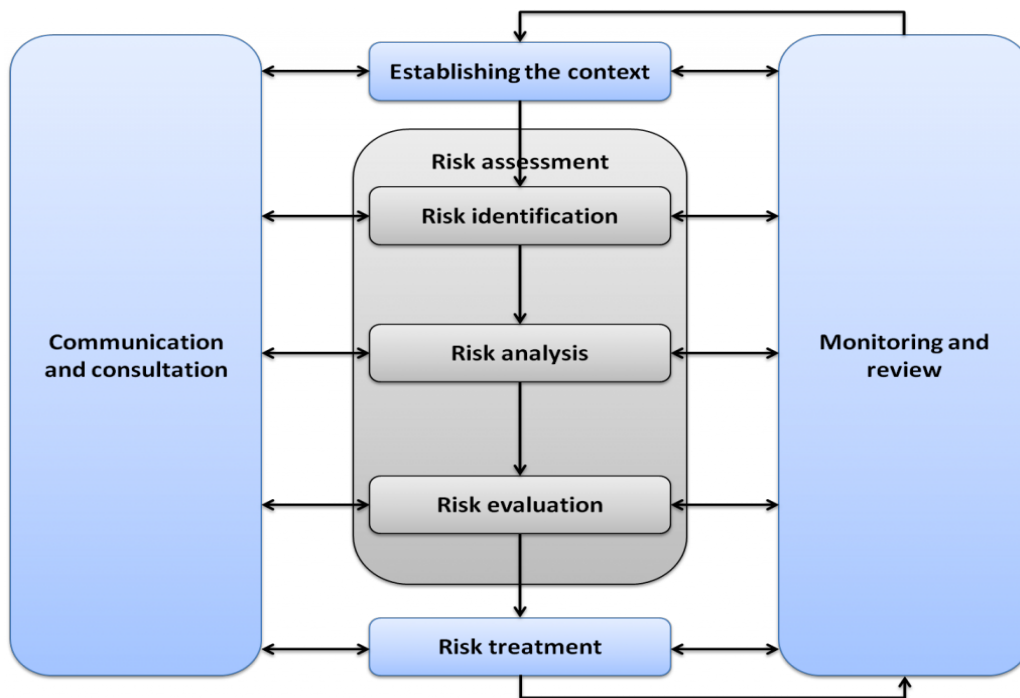 Establishing the context
Risk assessment
Risk identification
Communication
and consultation
Risk analysis
Monitoring and
review
Risk evaluation
Risk treatment